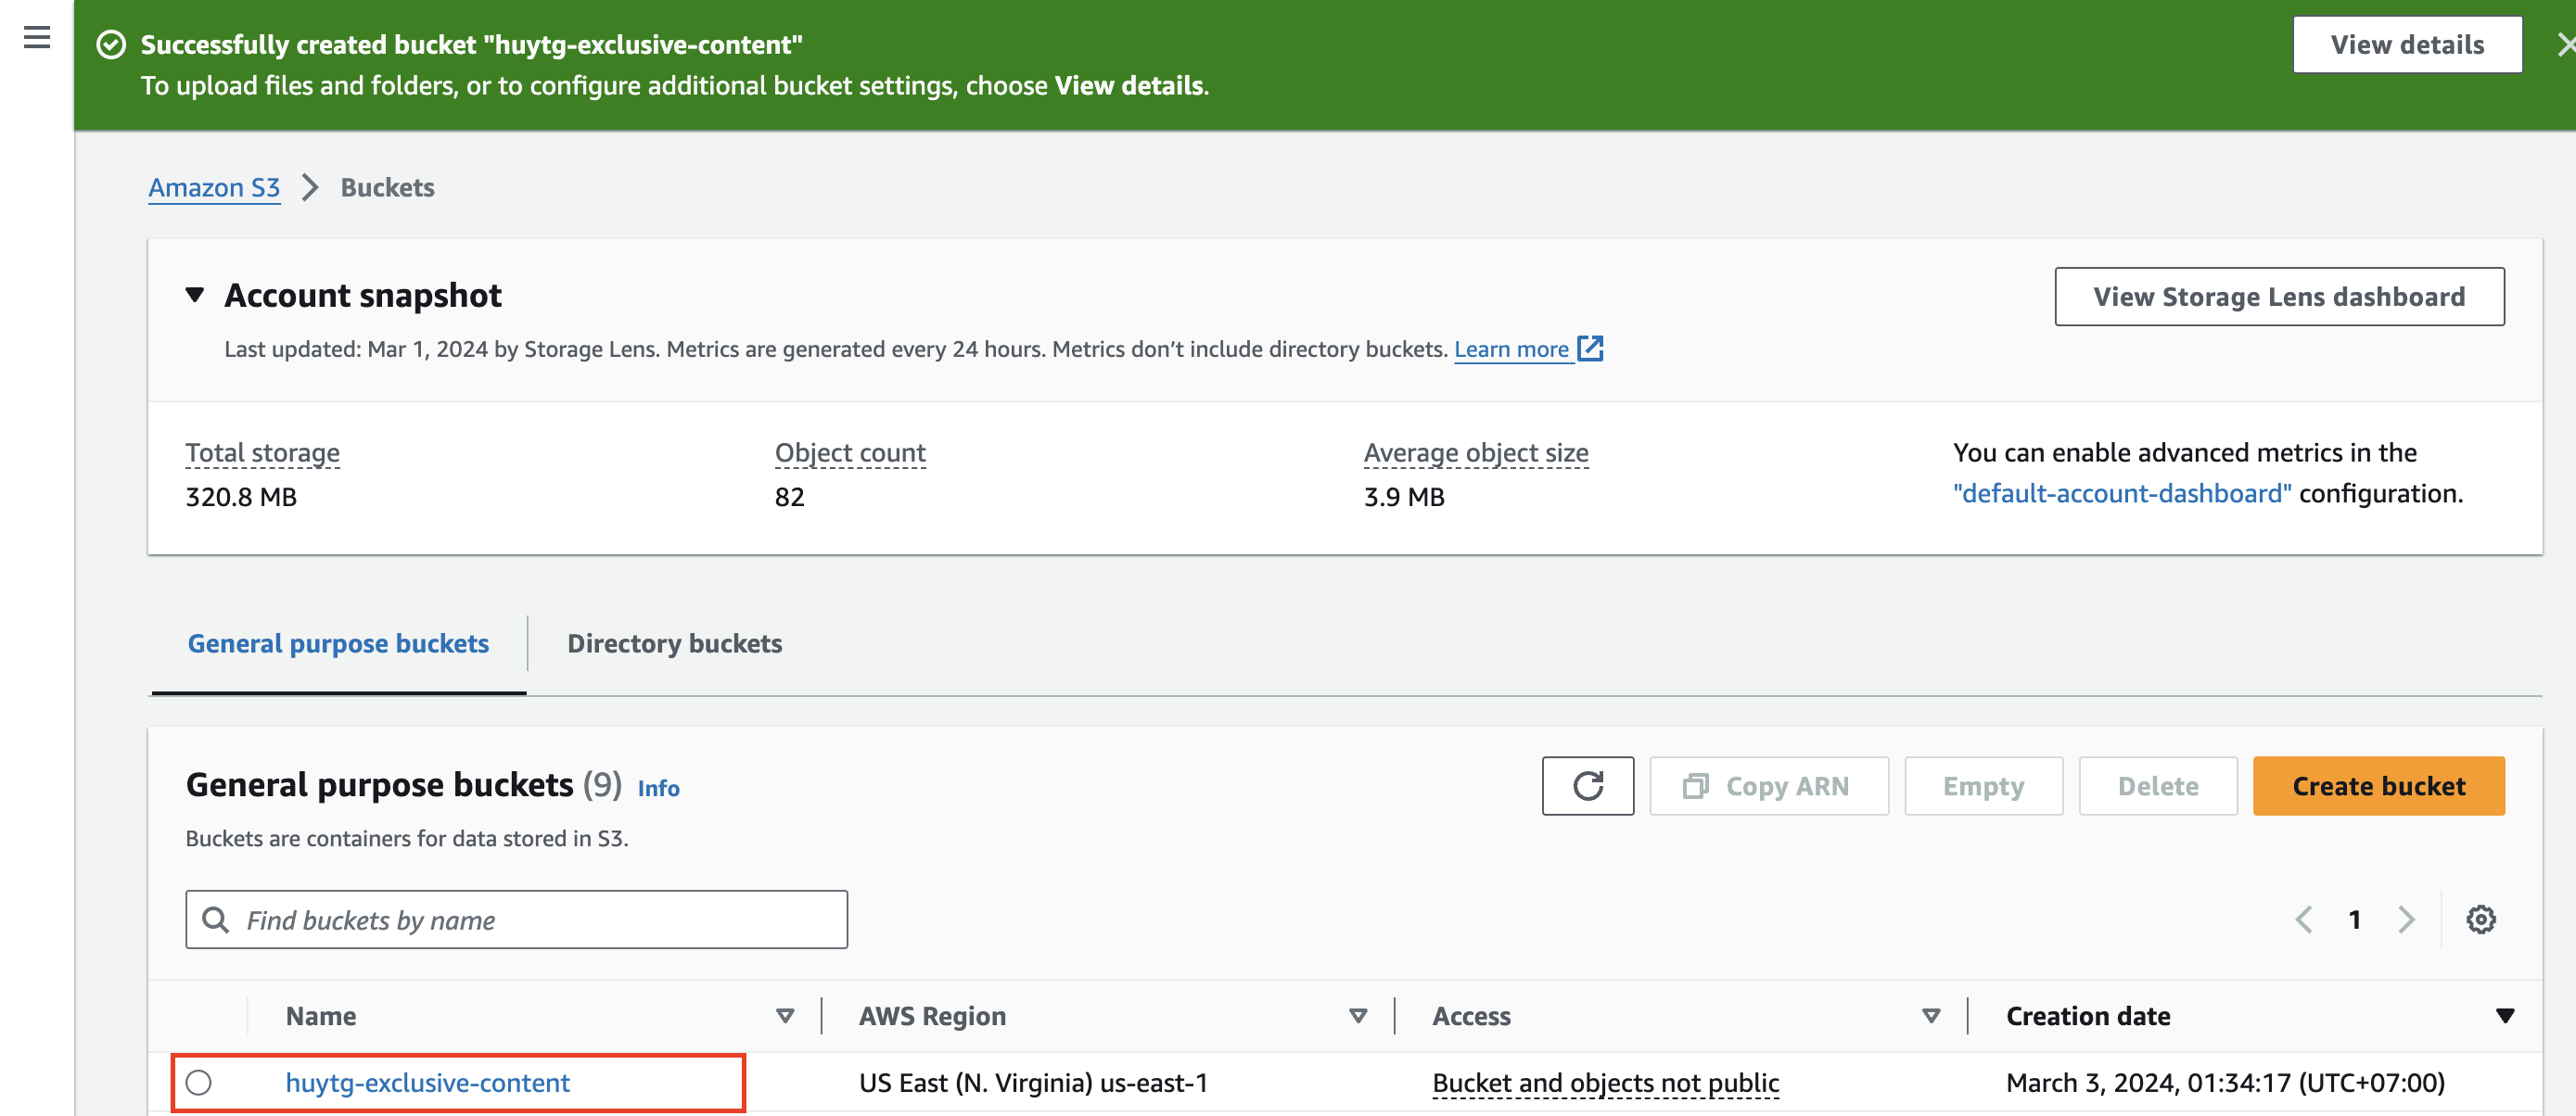 Successfully created bucket "huytg-exclusive-content"
To upload files and folders, or to configure additional bucket settings, choose View details.
View details
Amazon S3 > Buckets
Account snapshot
View Storage Lens dashboard
Last updated: Mar 1, 2024 by Storage Lens. Metrics are generated every 24 hours. Metrics don’t include directory buckets. Learn more
Total storage
320.8 MB
Object count
82
Average object size
3.9 MB
You can enable advanced metrics in the
"default-account-dashboard" configuration.
General purpose buckets
Directory buckets
General purpose buckets (9) Info
Copy ARN
Empty
Delete
Create bucket
Buckets are containers for data stored in S3.
Find buckets by name
1
Name
AWS Region
Access
Creation date
huytg-exclusive-content
US East (N. Virginia) us-east-1
Bucket and objects not public
March 3, 2024, 01:34:17 (UTC+07:00)